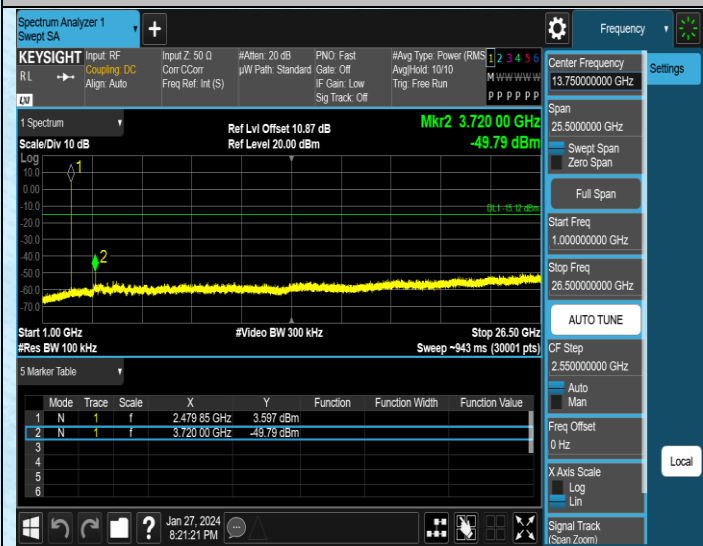 Spectrum Analyzer 1
Swept SA
+
Frequency
KEYSIGHT
RL
LXI
Input: RF
Coupling: DC
Align: Auto
Input Z: 50 Ω
Corr CCorr
Freq Ref: Int (S)
#Atten: 20 dB
µW Path: Standard
PNO: Fast
Gate: Off
IF Gain: Low
Sig Track: Off
#Avg Type: Power (RMS
Avg|Hold: 10/10
Trig: Free Run
1 2 3 4 5 6
M W W W W W
P P P P P P
1 Spectrum
Scale/Div 10 dB
Ref Lvl Offset 10.87 dB
Ref Level 20.00 dBm
Mkr2 3.720 00 GHz
-49.79 dBm
Log
10.0
0.00
-10.0
-20.0
-30.0
-40.0
-50.0
-60.0
-70.0
1
2
DL1 -15.12 dBm
Start 1.00 GHz
#Res BW 100 kHz
#Video BW 300 kHz
Stop 26.50 GHz
Sweep ~943 ms (30001 pts)
5 Marker Table
Mode Trace Scale X Y Function Function Width Function Value
1 N 1 f 2.479 85 GHz 3.597 dBm
2 N 1 f 3.720 00 GHz -49.79 dBm
3
4
5
6
Jan 27, 2024
8:21:21 PM
Center Frequency
13.750000000 GHz
Span
25.5000000 GHz
Swept Span
Zero Span
Full Span
Start Freq
1.000000000 GHz
Stop Freq
26.500000000 GHz
AUTO TUNE
CF Step
2.550000000 GHz
Auto
Man
Freq Offset
0 Hz
X Axis Scale
Log
Lin
Signal Track
(Span Zoom)
Settings
Local